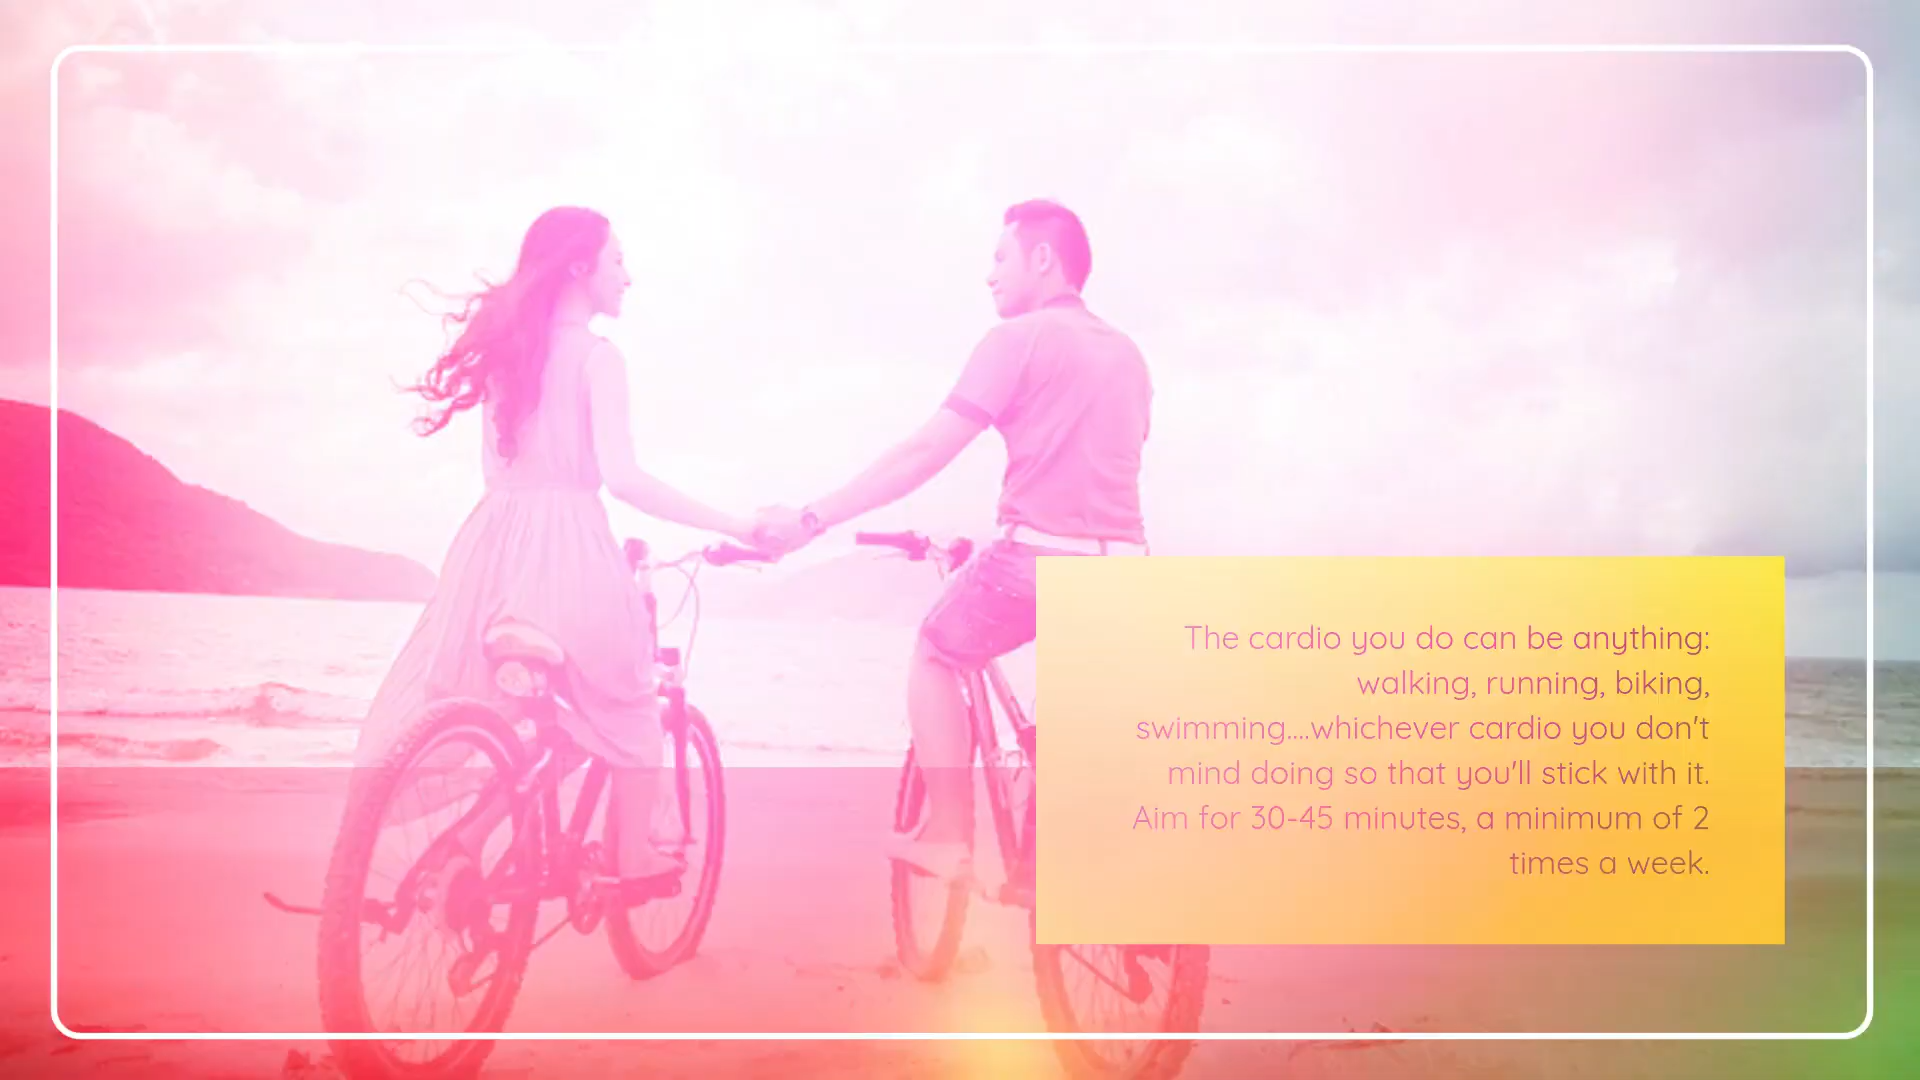 The cardio you do can be anything:
walking, running, biking,
swimming....whichever cardio you don't
mind doing so that you'll stick with it.
Aim for 30-45 minutes, a minimum of 2
times a week.